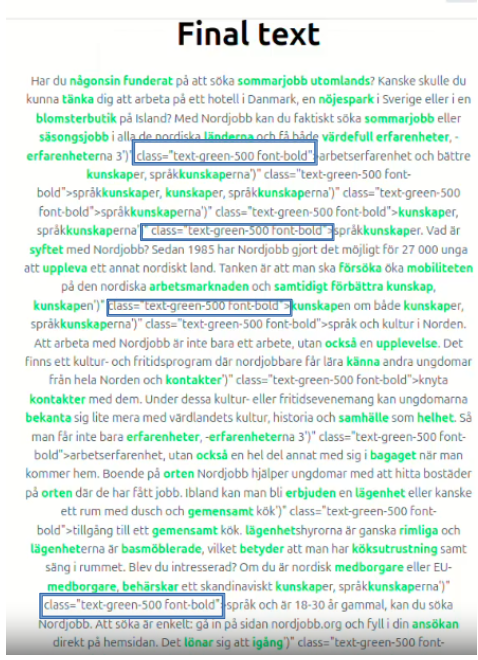 Final text
Har du någonsin funderat på att söka sommarjobb utomlands? Kanske skulle du
kunna tänka dig att arbeta på ett hotell i Danmark, en nöjespark i Sverige eller i en
blomsterbutik på Island? Med Nordjobb kan du faktiskt söka sommarjobb eller
säsongsjobb i alla de nordiska länderna och få både värdefull erfarenheter, -
erfarenheterna 3')" class="text-green-500 font-bold">arbetserfarenhet och bättre
kunskaper, språkkunskaperna')" class="text-green-500 font-
bold">språkkunskaper, kunskaper, språkkunskaperna')" class="text-green-500
font-bold">språkkunskaperna')" class="text-green-500 font-bold">kunskaper,
språkkunskaperna')" class="text-green-500 font-bold">språkkunskaper. Vad är
syftet med Nordjobb? Sedan 1985 har Nordjobb gjort det möjligt för 27 000 unga
att uppleva ett annat nordiskt land. Tanken är att man ska försöka öka mobiliteten
på den nordiska arbetsmarknaden och samtidigt förbättra kunskap,
kunskapen')" class="text-green-500 font-bold">kunskapen om både kunskaper,
språkkunskaperna')" class="text-green-500 font-bold">språk och kultur i Norden.
Att arbeta med Nordjobb är inte bara ett arbete, utan också en upplevelse. Det
finns ett kultur- och fritidsprogram där nordjobbare får lära känna andra ungdomar
från hela Norden och kontakter')" class="text-green-500 font-bold">knyta
kontakter med dem. Under dessa kultur- eller fritidsevenemang kan ungdomarna
bekanta sig lite mera med värdlandets kultur, historia och samhälle som helhet. Så
man får inte bara erfarenheter, -erfarenheterna 3')" class="text-green-500 font-
bold">arbetserfarenhet, utan också en hel del annat med sig i bagaget när man
kommer hem. Boende på orten Nordjobb hjälper ungdomar med att hitta bostäder
på orten där de har fått jobb. Ibland kan man bli erbjuden en lägenhet eller kanske
ett rum med dusch och gemensamt kök')" class="text-green-500 font-
bold">tillgång till ett gemensamt kök. lägenhetshyrorna är ganska rimliga och
lägenheterna är basmöblerade, vilket betyder att man har köksutrustning samt
säng i rummet. Blev du intresserad? Om du är nordisk medborgare eller EU-
medborgare, behärskar ett skandinaviskt kunskaper, språkkunskaperna')"
class="text-green-500 font-bold">språk och är 18-30 år gammal, kan du söka
Nordjobb. Att söka är enkelt: gå in på sidan nordjobb.org och fyll i din ansökan
direkt på hemsidan. Det lönar sig att igång')" class="text-green-500 font-